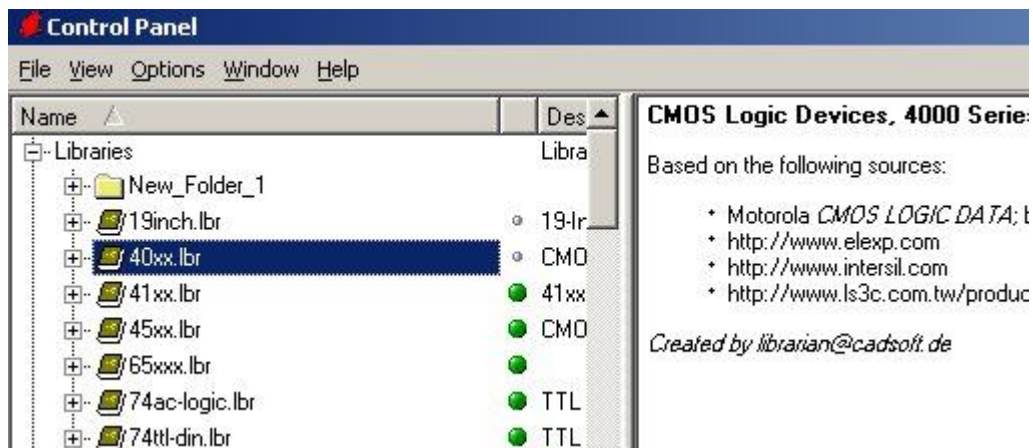 Control Panel
File View Options Window Help
Name Des
Libraries Libra
New_Folder_1
19inch.lbr 19-In
40xx.lbr CMO
41xx.lbr 41xx
45xx.lbr CMO
65xxx.lbr
74ac-logic.lbr TTL
74ttl-din.lbr TTL
CMOS Logic Devices, 4000 Series
Based on the following sources:
• Motorola CMOS LOGIC DATA;
• http://www.elexp.com
• http://www.intersil.com
• http://www.ls3c.com.tw/produc
Created by librarian@cadsoft.de